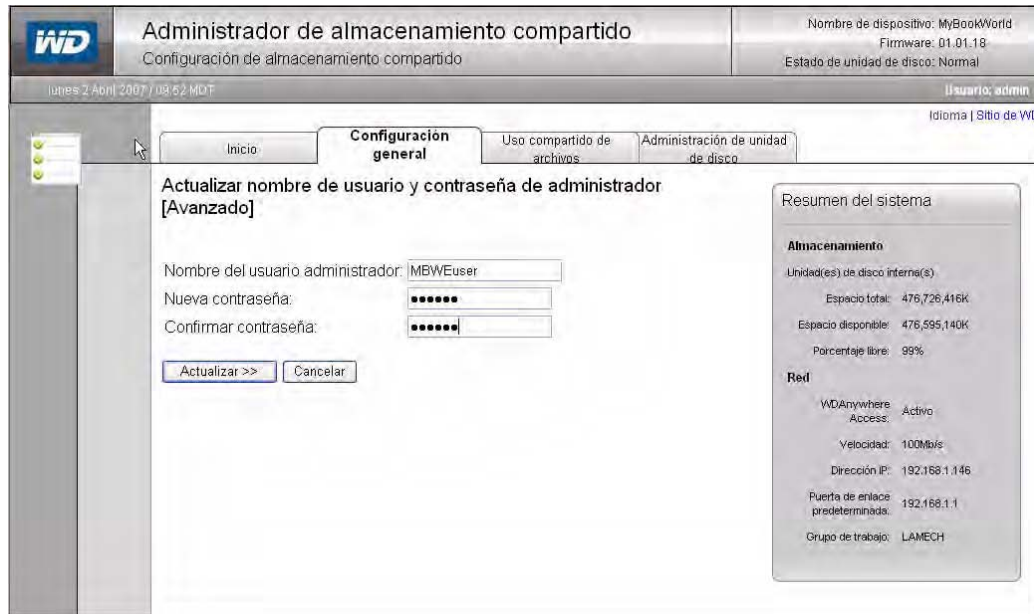 WD
Administrador de almacenamiento compartido
Configuración de almacenamiento compartido
Nombre de dispositivo: MyBookWorld
Firmware: 01.01.18
Estado de unidad de disco: Normal
lunes 2 Abril 2007 / 09:52 MDT
Usuario: admin
Idioma | Sitio de WD
Inicio
Configuración general
Uso compartido de archivos
Administración de unidad de disco
Actualizar nombre de usuario y contraseña de administrador
[Avanzado]
Nombre del usuario administrador: MBWEuser
Nueva contraseña: ••••••
Confirmar contraseña: ••••••
Actualizar >>
Cancelar
Resumen del sistema
Almacenamiento
Unidad(es) de disco interna(s)
Espacio total: 476,726,416K
Espacio disponible: 476,595,140K
Porcentaje libre: 99%
Red
WDAnywhere Access: Activo
Velocidad: 100Mb/s
Dirección IP: 192.168.1.146
Puerta de enlace predeterminada: 192.168.1.1
Grupo de trabajo: LAMECH